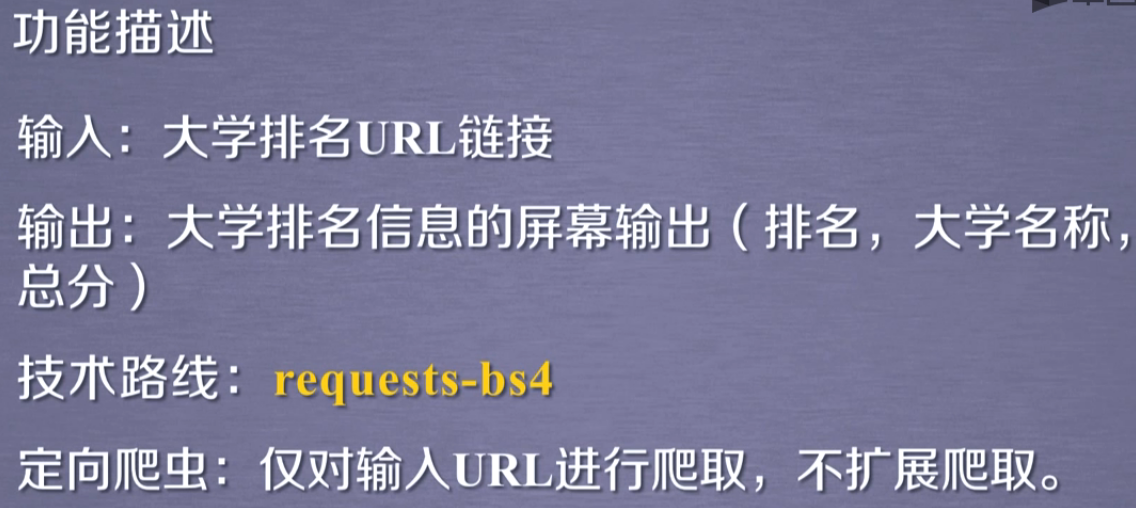 功能描述
输入：大学排名URL链接
输出：大学排名信息的屏幕输出（排名，大学名称，
总分）
技术路线：requests-bs4
定向爬虫：仅对输入URL进行爬取，不扩展爬取。